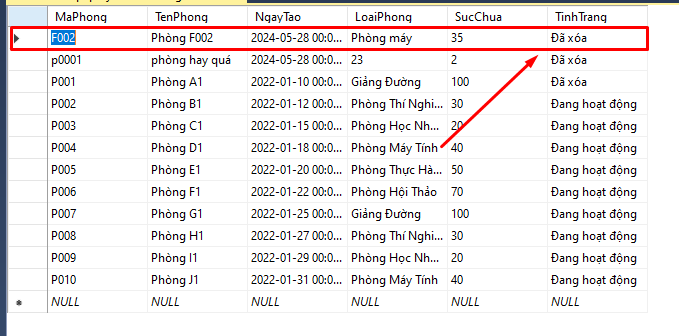 MaPhong TenPhong NgayTao LoaiPhong SucChua TinhTrang
F002 Phòng F002 2024-05-28 00:0... Phòng máy 35 Đã xóa
p0001 phòng hay quá 2024-05-28 00:0... 23 2 Đã xóa
P001 Phòng A1 2022-01-10 00:0... Giảng Đường 100 Đã xóa
P002 Phòng B1 2022-01-12 00:0... Phòng Thí Nghi... 30 Đang hoạt động
P003 Phòng C1 2022-01-15 00:0... Phòng Học Nh... 20 Đang hoạt động
P004 Phòng D1 2022-01-18 00:0... Phòng Máy Tính 40 Đang hoạt động
P005 Phòng E1 2022-01-20 00:0... Phòng Thực Hà... 50 Đang hoạt động
P006 Phòng F1 2022-01-22 00:0... Phòng Hội Thảo 70 Đang hoạt động
P007 Phòng G1 2022-01-25 00:0... Giảng Đường 100 Đang hoạt động
P008 Phòng H1 2022-01-27 00:0... Phòng Thí Nghi... 30 Đang hoạt động
P009 Phòng I1 2022-01-29 00:0... Phòng Học Nh... 20 Đang hoạt động
P010 Phòng J1 2022-01-31 00:0... Phòng Máy Tính 40 Đang hoạt động
NULL NULL NULL NULL NULL NULL